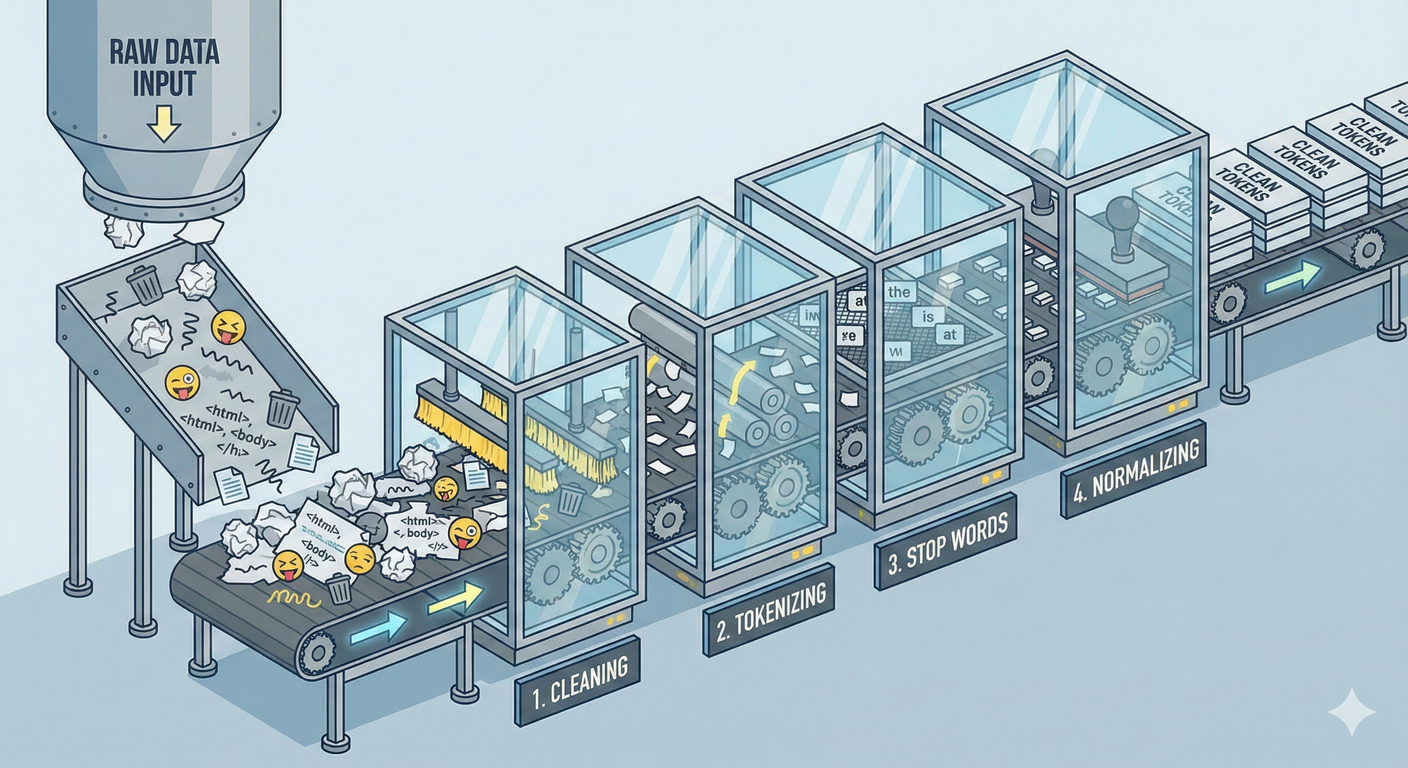 RAW DATA
INPUT
<html>,
<html>, <body>
<html>,
<body>
<html>,
<, body>
at
the
is
at
1. CLEANING
2. TOKENIZING
3. STOP WORDS
4. NORMALIZING
CLEAN
TOKENS
CLEAN
TOKENS
CLEAN
TOKENS